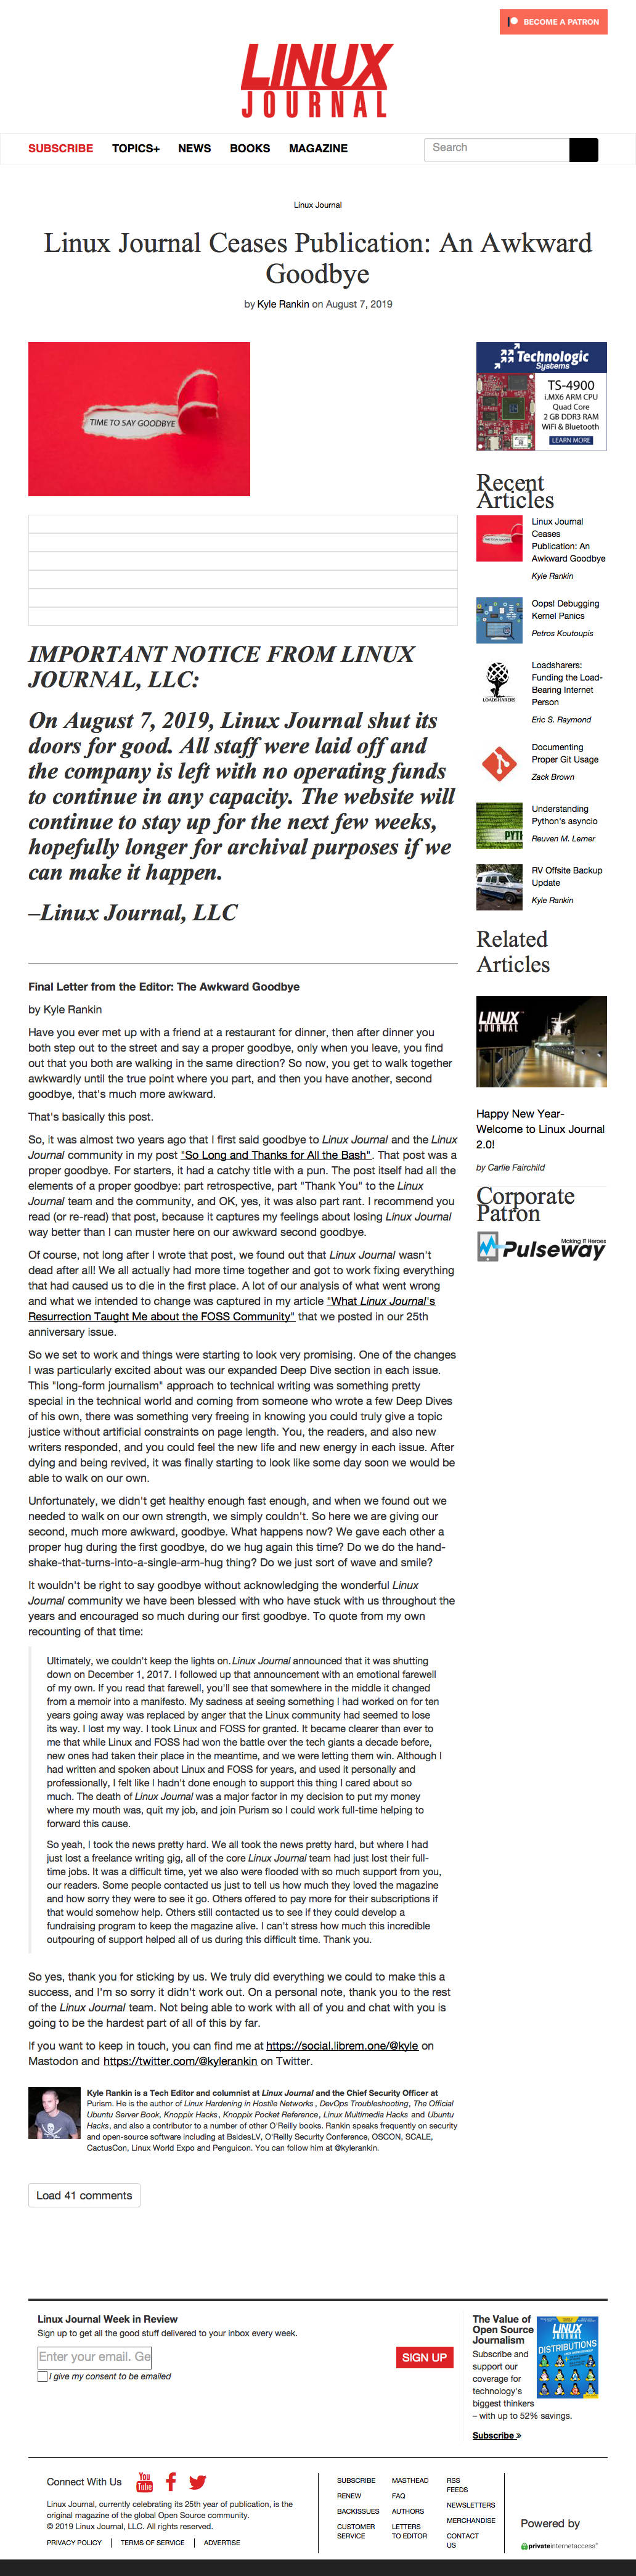 BECOME A PATRON
LINUX
JOURNAL
SUBSCRIBE TOPICS+ NEWS BOOKS MAGAZINE Search
Linux Journal
Linux Journal Ceases Publication: An Awkward
Goodbye
by Kyle Rankin on August 7, 2019
TIME TO SAY GOODBYE
IMPORTANT NOTICE FROM LINUX
JOURNAL, LLC:
On August 7, 2019, Linux Journal shut its
doors for good. All staff were laid off and
the company is left with no operating funds
to continue in any capacity. The website will
continue to stay up for the next few weeks,
hopefully longer for archival purposes if we
can make it happen.
–Linux Journal, LLC
Final Letter from the Editor: The Awkward Goodbye
by Kyle Rankin
Have you ever met up with a friend at a restaurant for dinner, then after dinner you
both step out to the street and say a proper goodbye, only when you leave, you find
out that you both are walking in the same direction? So now, you get to walk together
awkwardly until the true point where you part, and then you have another, second
goodbye, that's much more awkward.
That's basically this post.
So, it was almost two years ago that I first said goodbye to Linux Journal and the Linux
Journal community in my post "So Long and Thanks for All the Bash". That post was a
proper goodbye. For starters, it had a catchy title with a pun. The post itself had all the
elements of a proper goodbye: part retrospective, part "Thank You" to the Linux
Journal team and the community, and OK, yes, it was also part rant. I recommend you
read (or re-read) that post, because it captures my feelings about losing Linux Journal
way better than I can muster here on our awkward second goodbye.
Of course, not long after I wrote that post, we found out that Linux Journal wasn't
dead after all! We all actually had more time together and got to work fixing everything
that had caused us to die in the first place. A lot of our analysis of what went wrong
and what we intended to change was captured in my article "What Linux Journal's
Resurrection Taught Me about the FOSS Community" that we posted in our 25th
anniversary issue.
So we set to work and things were starting to look very promising. One of the changes
I was particularly excited about was our expanded Deep Dive section in each issue.
This "long-form journalism" approach to technical writing was something pretty
special in the technical world and coming from someone who wrote a few Deep Dives
of his own, there was something very freeing in knowing you could truly give a topic
justice without artificial constraints on page length. You, the readers, and also new
writers responded, and you could feel the new life and new energy in each issue. After
dying and being revived, it was finally starting to look like some day soon we would be
able to walk on our own.
Unfortunately, we didn't get healthy enough fast enough, and when we found out we
needed to walk on our own strength, we simply couldn't. So here we are giving our
second, much more awkward, goodbye. What happens now? We gave each other a
proper hug during the first goodbye, do we hug again this time? Do we do the hand-
shake-that-turns-into-a-single-arm-hug thing? Do we just sort of wave and smile?
It wouldn't be right to say goodbye without acknowledging the wonderful Linux
Journal community we have been blessed with who have stuck with us throughout the
years and encouraged so much during our first goodbye. To quote from my own
recounting of that time:
Ultimately, we couldn't keep the lights on. Linux Journal announced that it was shutting
down on December 1, 2017. I followed up that announcement with an emotional farewell
of my own. If you read that farewell, you'll see that somewhere in the middle it changed
from a memoir into a manifesto. My sadness at seeing something I had worked on for ten
years going away was replaced by anger that the Linux community had seemed to lose
its way. I lost my way. I took Linux and FOSS for granted. It became clearer than ever to
me that while Linux and FOSS had won the battle over the tech giants a decade before,
new ones had taken their place in the meantime, and we were letting them win. Although I
had written and spoken about Linux and FOSS for years, and used it personally and
professionally, I felt like I hadn't done enough to support this thing I cared about so
much. The death of Linux Journal was a major factor in my decision to put my money
where my mouth was, quit my job, and join Purism so I could work full-time helping to
forward this cause.
So yeah, I took the news pretty hard. We all took the news pretty hard, but where I had
just lost a freelance writing gig, all of the core Linux Journal team had just lost their full-
time jobs. It was a difficult time, yet we also were flooded with so much support from you,
our readers. Some people contacted us just to tell us how much they loved the magazine
and how sorry they were to see it go. Others offered to pay more for their subscriptions if
that would somehow help. Others still contacted us to see if they could develop a
fundraising program to keep the magazine alive. I can't stress how much this incredible
outpouring of support helped all of us during this difficult time. Thank you.
So yes, thank you for sticking by us. We truly did everything we could to make this a
success, and I'm so sorry it didn't work out. On a personal note, thank you to the rest
of the Linux Journal team. Not being able to work with all of you and chat with you is
going to be the hardest part of all of this by far.
If you want to keep in touch, you can find me at https://social.librem.one/@kyle on
Mastodon and https://twitter.com/@kylerankin on Twitter.
Kyle Rankin is a Tech Editor and columnist at Linux Journal and the Chief Security Officer at
Purism. He is the author of Linux Hardening in Hostile Networks, DevOps Troubleshooting, The Official
Ubuntu Server Book, Knoppix Hacks, Knoppix Pocket Reference, Linux Multimedia Hacks and Ubuntu
Hacks, and also a contributor to a number of other O'Reilly books. Rankin speaks frequently on security
and open-source software including at BsidesLV, O'Reilly Security Conference, OSCON, SCALE,
CactusCon, Linux World Expo and Penguicon. You can follow him at @kylerankin.
Load 41 comments
Technologic
Systems
TS-4900
i.MX6 ARM CPU
Quad Core
2 GB DDR3 RAM
WiFi & Bluetooth
LEARN MORE
Recent
Articles
Linux Journal
Ceases
Publication: An
Awkward Goodbye
Kyle Rankin
Oops! Debugging
Kernel Panics
Petros Koutoupis
LOADSHARERS
Loadsharers:
Funding the Load-
Bearing Internet
Person
Eric S. Raymond
Documenting
Proper Git Usage
Zack Brown
PYT
Understanding
Python's asyncio
Reuven M. Lerner
RV Offsite Backup
Update
Kyle Rankin
Related
Articles
LINUX
JOURNAL
Happy New Year-
Welcome to Linux Journal
2.0!
by Carlie Fairchild
Corporate
Patron
Making IT Heroes
Pulseway
Linux Journal Week in Review
Sign up to get all the good stuff delivered to your inbox every week.
Enter your email. Ge
SIGN UP
I give my consent to be emailed
The Value of
Open Source
Journalism
Subscribe and
support our
coverage for
technology's
biggest thinkers
– with up to 52% savings.
Subscribe »
LINUX
JOURNAL
DISTRIBUTIONS
Connect With Us You Tube
Linux Journal, currently celebrating its 25th year of publication, is the
original magazine of the global Open Source community.
© 2019 Linux Journal, LLC. All rights reserved.
PRIVACY POLICY TERMS OF SERVICE ADVERTISE
SUBSCRIBE
RENEW
BACKISSUES
CUSTOMER
SERVICE
MASTHEAD
FAQ
AUTHORS
LETTERS
TO EDITOR
RSS
FEEDS
NEWSLETTERS
MERCHANDISE
CONTACT
US
Powered by
privateinternetaccess